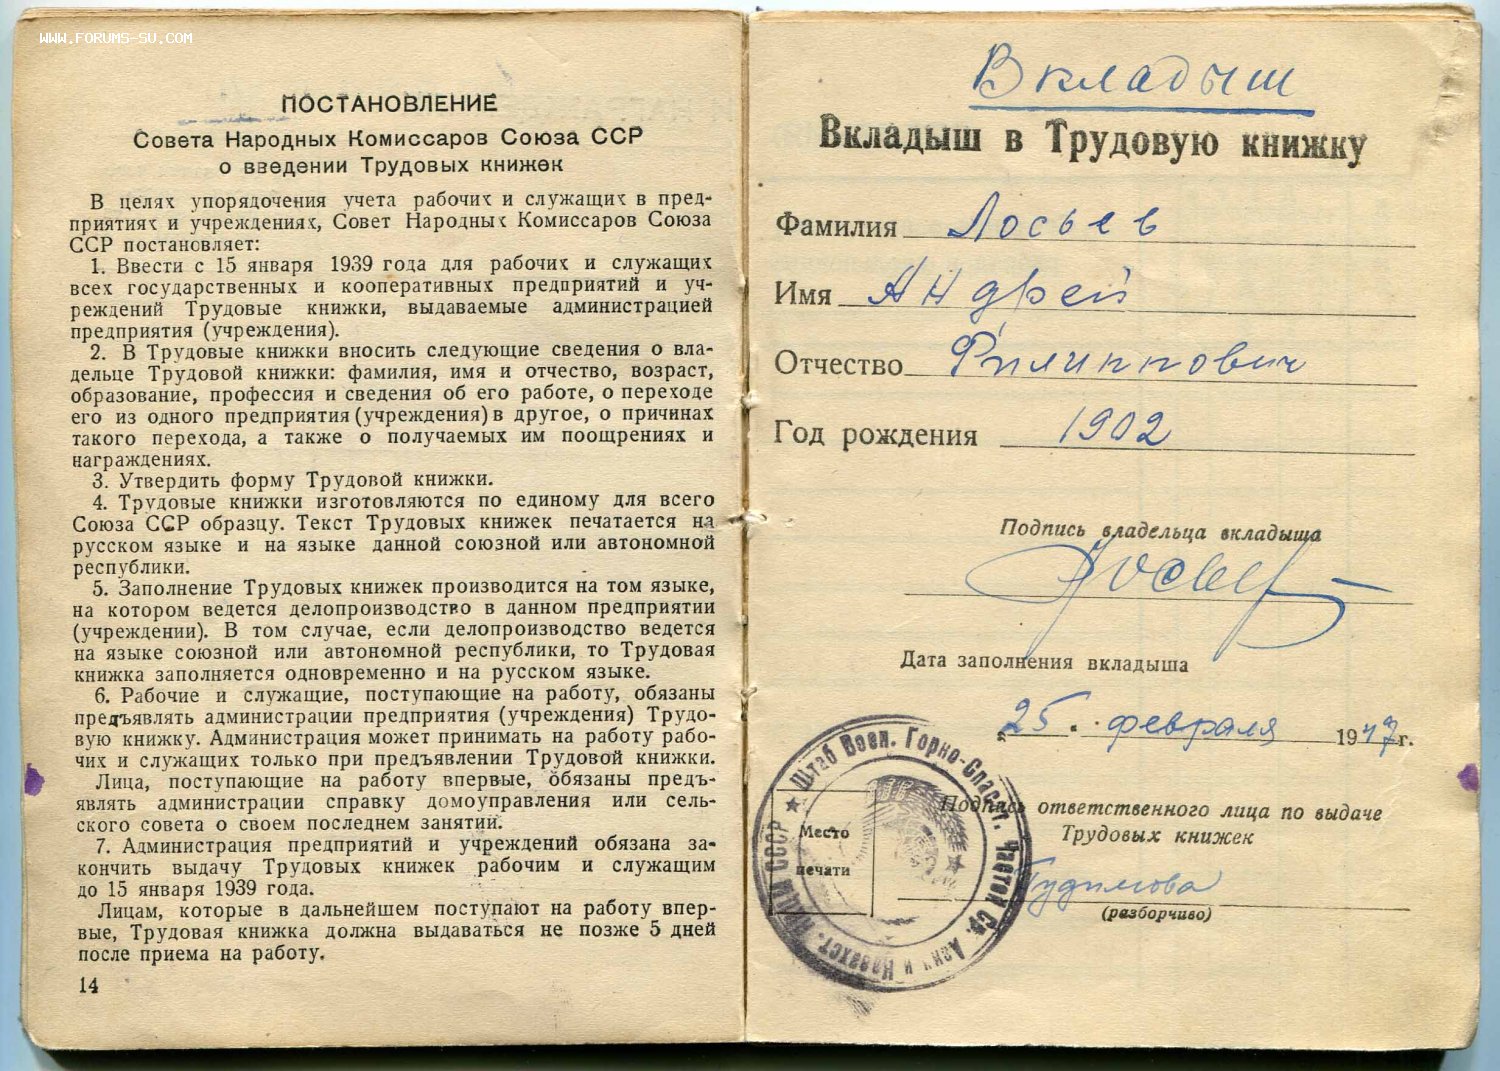 WWW.FORUMS-SU.COM
ПОСТАНОВЛЕНИЕ
Совета Народных Комиссаров Союза ССР
о введении Трудовых книжек
В целях упорядочения учета рабочих и служащих в пред-
приятиях и учреждениях, Совет Народных Комиссаров Союза
ССР постановляет:
1. Ввести с 15 января 1939 года для рабочих и служащих
всех государственных и кооперативных предприятий и уч-
реждений Трудовые книжки, выдаваемые администрацией
предприятия (учреждения).
2. В Трудовые книжки вносить следующие сведения о вла-
дельце Трудовой книжки: фамилия, имя и отчество, возраст,
образование, профессия и сведения об его работе, о переходе
его из одного предприятия (учреждения) в другое, о причинах
такого перехода, а также о получаемых им поощрениях и
награждениях.
3. Утвердить форму Трудовой книжки.
4. Трудовые книжки изготовляются по единому для всего
Союза ССР образцу. Текст Трудовых книжек печатается на
русском языке и на языке данной союзной или автономной
республики.
5. Заполнение Трудовых книжек производится на том языке,
на котором ведется делопроизводство в данном предприятии
(учреждении). В том случае, если делопроизводство ведется
на языке союзной или автономной республики, то Трудовая
книжка заполняется одновременно и на русском языке.
6. Рабочие и служащие, поступающие на работу, обязаны
предъявлять администрации предприятия (учреждения) Трудо-
вую книжку. Администрация может принимать на работу рабо-
чих и служащих только при предъявлении Трудовой книжки.
Лица, поступающие на работу впервые, обязаны предъ-
являть администрации справку домоуправления или сель-
ского совета о своем последнем занятии.
7. Администрация предприятий и учреждений обязана за-
кончить выдачу Трудовых книжек рабочим и служащим
до 15 января 1939 года.
Лицам, которые в дальнейшем поступают на работу впер-
вые, Трудовая книжка должна выдаваться не позже 5 дней
после приема на работу.
14
Вкладыш
Вкладыш в Трудовую книжку
Фамилия Лосьев
Имя Андрей
Отчество Филиппович
Год рождения 1902
Подпись владельца вкладыша
Дата заполнения вкладыша
„25" февраля 1947г.
Подпись ответственного лица по выдаче
Трудовых книжек
Гудимова
(разборчиво)
Место
печати
Штаб Воен. Горно-Спасат. Частей Ср. Азии и Казахст. СССР